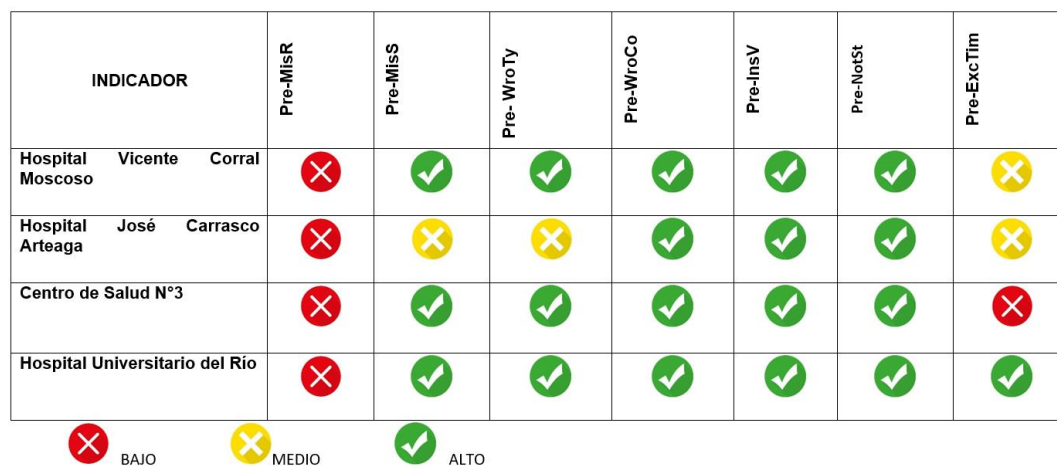 INDICADOR
Pre-MisR
Pre-MisS
Pre- WroTy
Pre-WroCo
Pre-InsV
Pre-NotSt
Pre-ExcTim
Hospital Vicente Corral
Moscoso
Hospital José Carrasco
Arteaga
Centro de Salud N°3
Hospital Universitario del Río
BAJO
MEDIO
ALTO